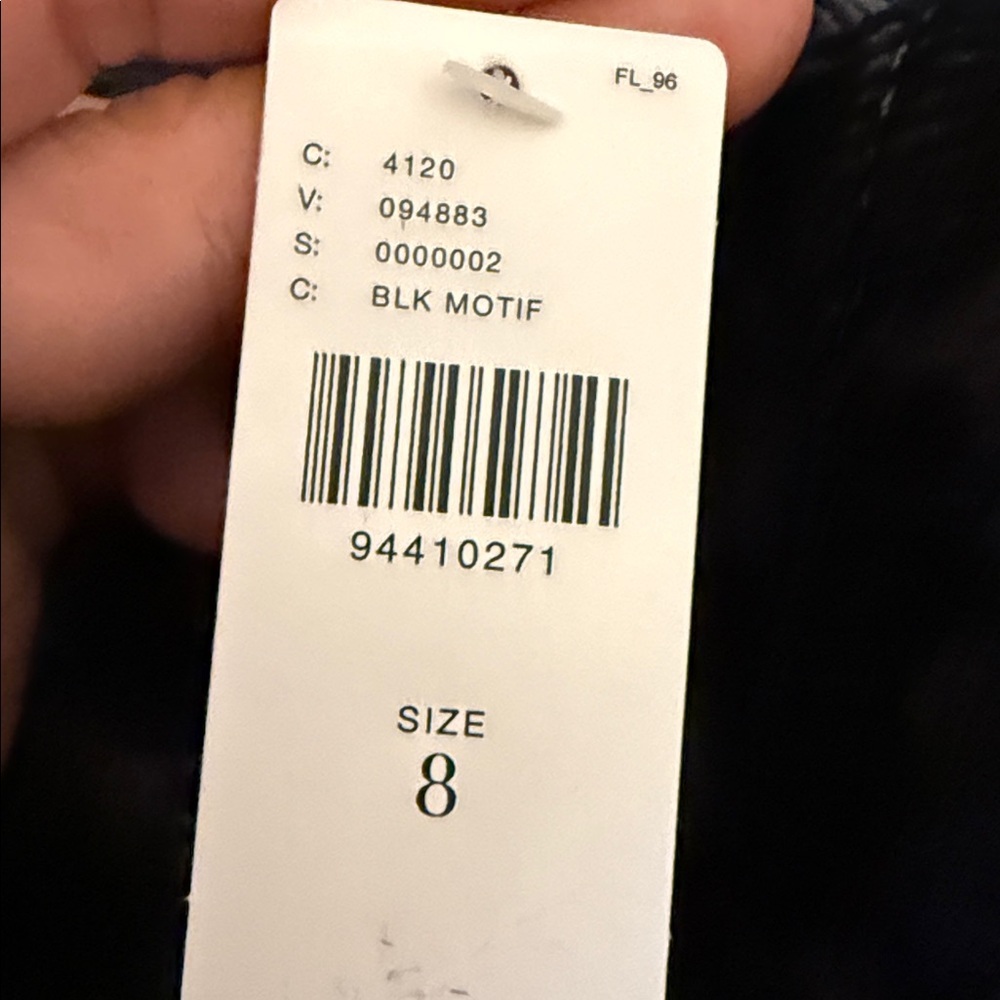 FL_96
C: 4120
V: 094883
S: 0000002
C: BLK MOTIF
94410271
SIZE
8